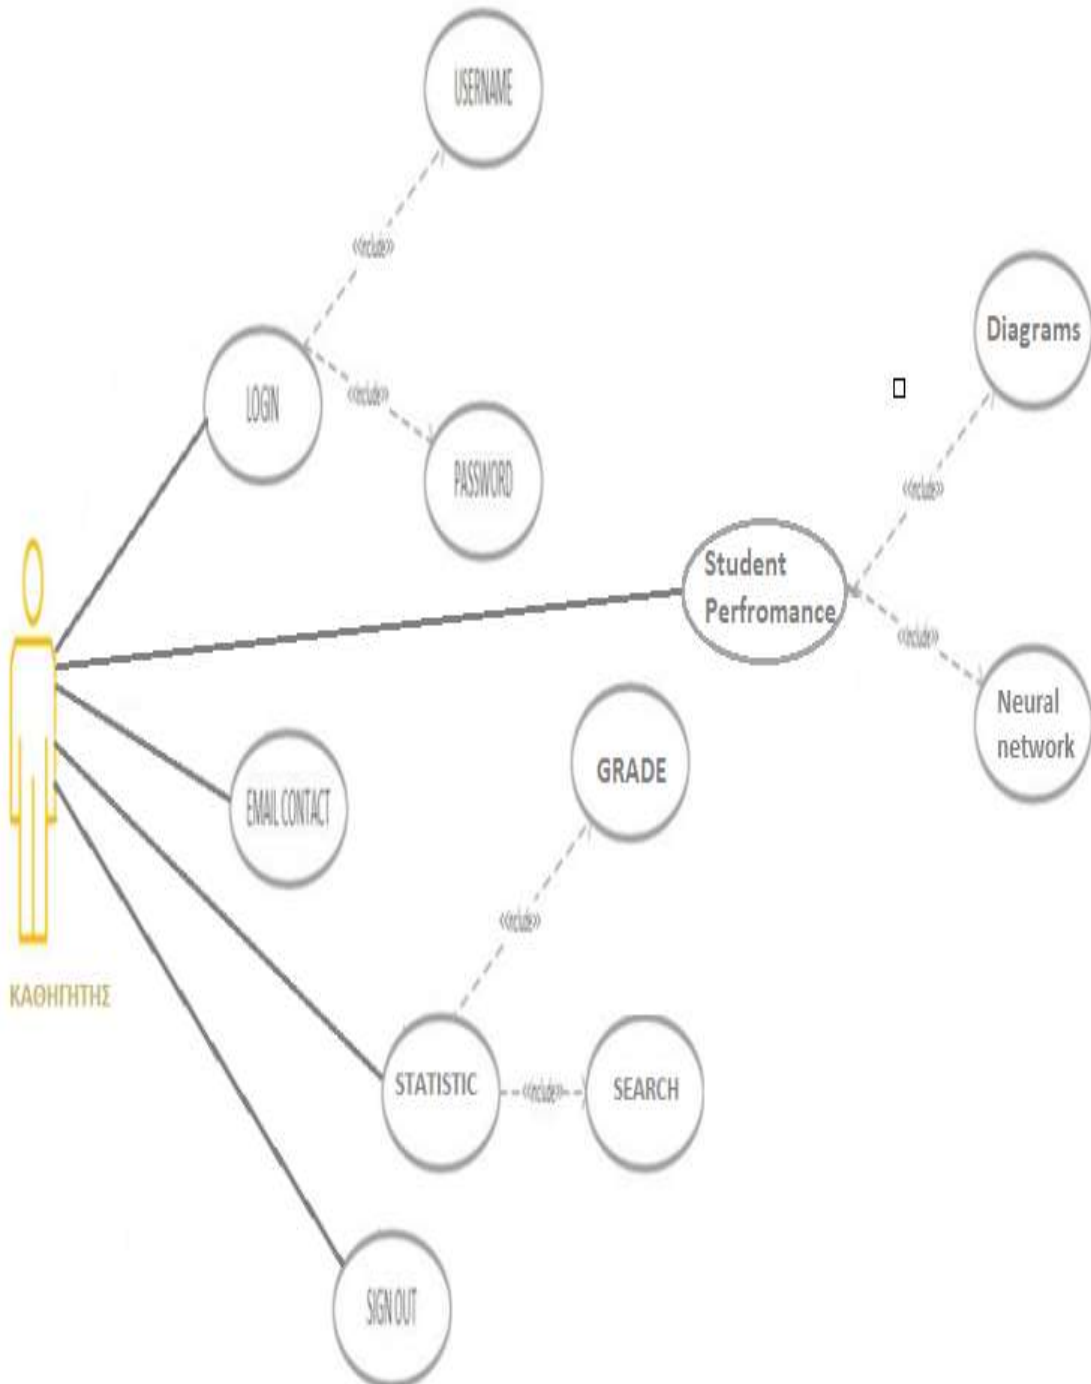 USERNAME
<<include>>
LOGIN
<<include>>
PASSWORD
Diagrams
<<include>>
Student
Perfromance
<<include>>
Neural
network
GRADE
EMAIL CONTACT
<<include>>
ΚΑΘΗΓΗΤΗΣ
STATISTIC
<<include>>
SEARCH
SIGN OUT